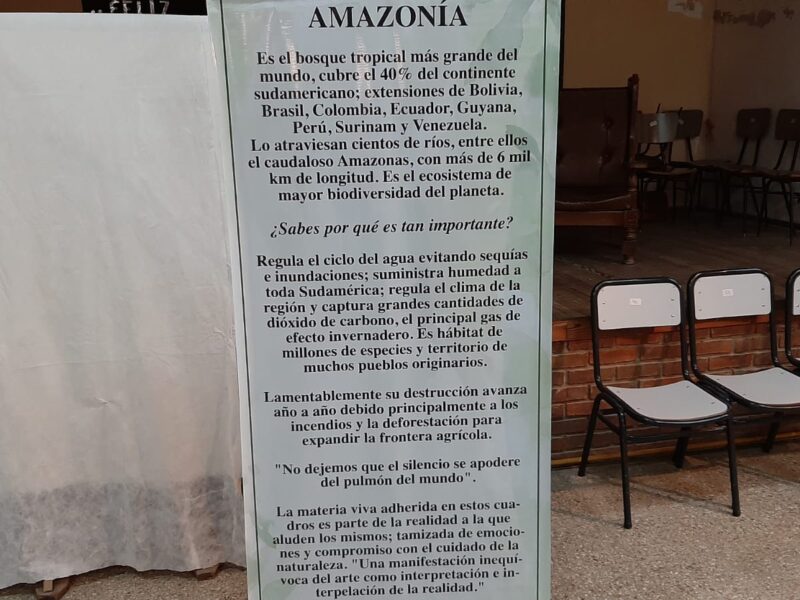 FELIZ
AMAZONÍA
Es el bosque tropical más grande del
mundo, cubre el 40% del continente
sudamericano; extensiones de Bolivia,
Brasil, Colombia, Ecuador, Guyana,
Perú, Surinam y Venezuela.
Lo atraviesan cientos de ríos, entre ellos
el caudaloso Amazonas, con más de 6 mil
km de longitud. Es el ecosistema de
mayor biodiversidad del planeta.
¿Sabes por qué es tan importante?
Regula el ciclo del agua evitando sequías
e inundaciones; suministra humedad a
toda Sudamérica; regula el clima de la
región y captura grandes cantidades de
dióxido de carbono, el principal gas de
efecto invernadero. Es hábitat de
millones de especies y territorio de
muchos pueblos originarios.
Lamentablemente su destrucción avanza
año a año debido principalmente a los
incendios y la deforestación para
expandir la frontera agrícola.
"No dejemos que el silencio se apodere
del pulmón del mundo".
La materia viva adherida en estos cua-
dros es parte de la realidad a la que
aluden los mismos; tamizada de emocio-
nes y compromiso con el cuidado de la
naturaleza. "Una manifestación inequí-
voca del arte como interpretación e in-
terpelación de la realidad."